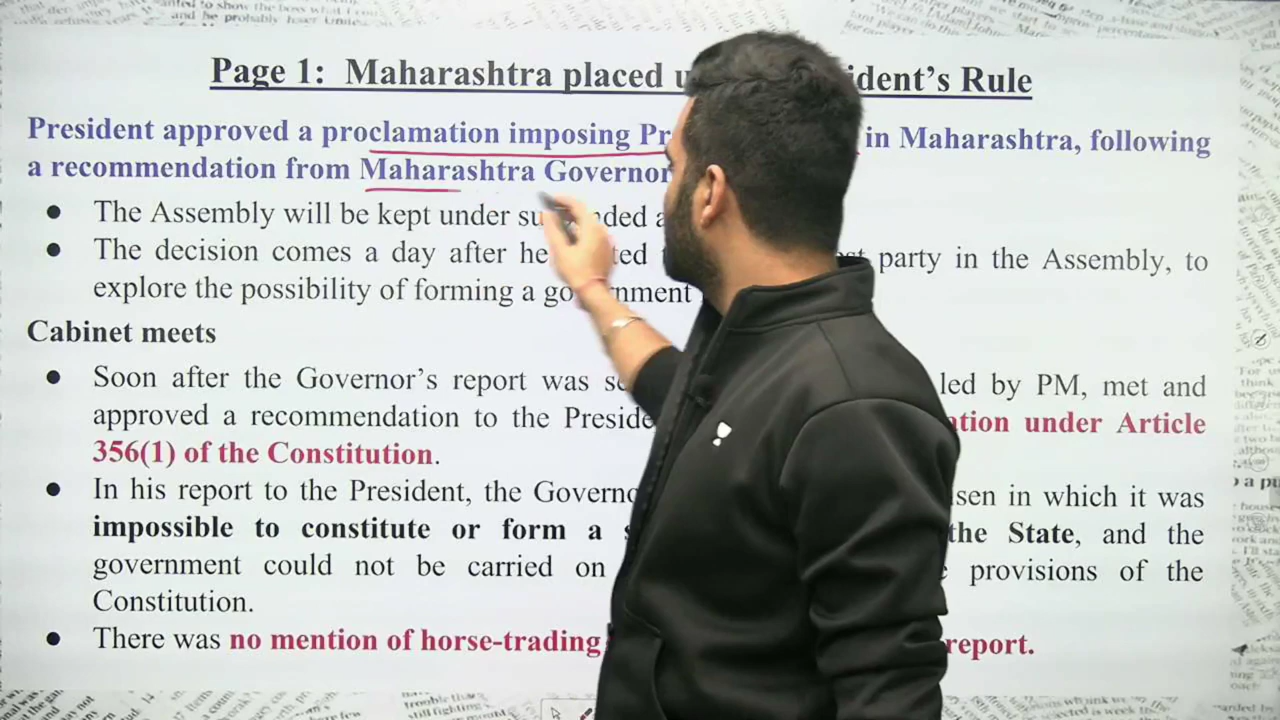 Page 1: Maharashtra placed u ident's Rule
President approved a proclamation imposing Pr in Maharashtra, following
a recommendation from Maharashtra Governor
● The Assembly will be kept under su nded a
● The decision comes a day after he ted party in the Assembly, to
explore the possibility of forming a go rnment
Cabinet meets
● Soon after the Governor's report was s led by PM, met and
approved a recommendation to the Preside ation under Article
356(1) of the Constitution.
● In his report to the President, the Governo isen in which it was
impossible to constitute or form a s the State, and the
government could not be carried on provisions of the
Constitution.
● There was no mention of horse-trading report.